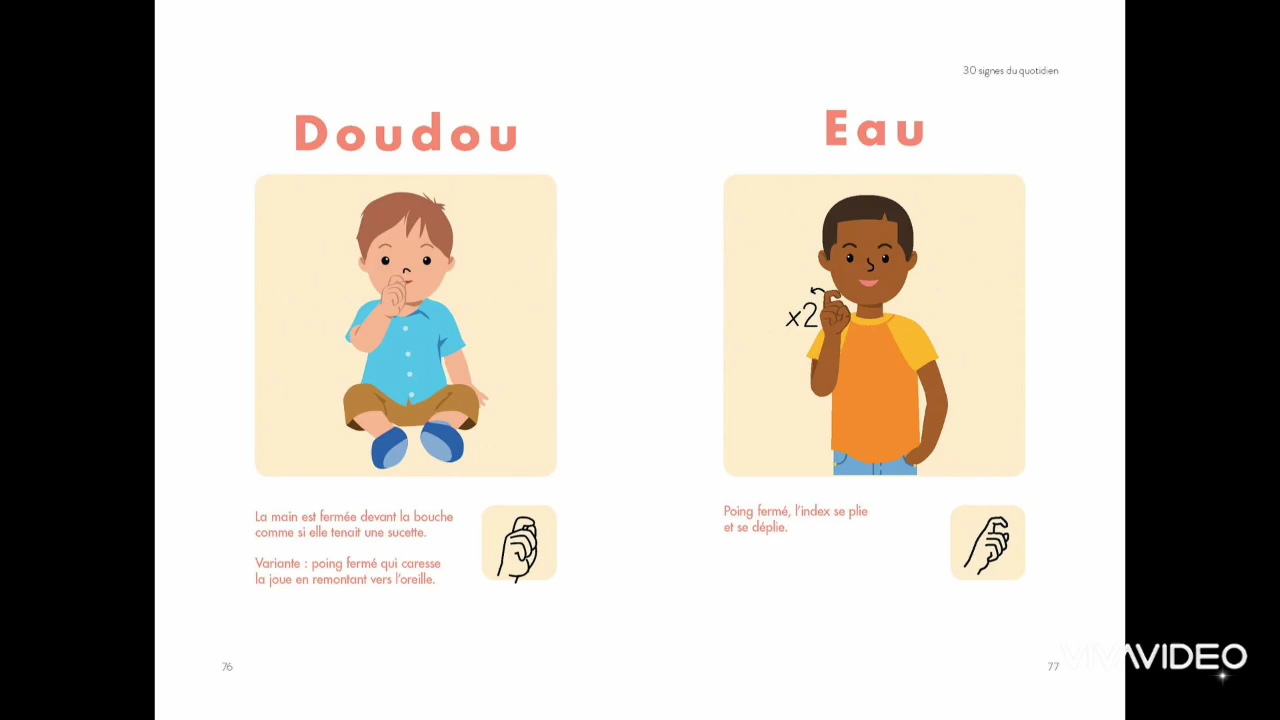 30 signes du quotidien
Doudou
La main est fermée devant la bouche
comme si elle tenait une sucette.
Variante : poing fermé qui caresse
la joue en remontant vers l'oreille.
76
Eau
x2
Poing fermé, l'index se plie
et se déplie.
77
VIVAVIDEO